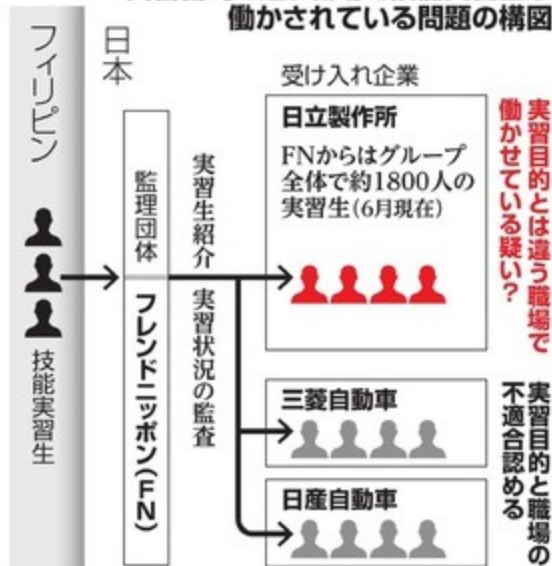 働かされている問題の構図
フィリピン
技能実習生
日本
監理団体
フレンドニッポン(FN)
実習生紹介
実習状況の監査
受け入れ企業
日立製作所
FNからはグループ
全体で約1800人の
実習生(6月現在)
実習目的とは違う職場で
働かせている疑い?
三菱自動車
日産自動車
実習目的と職場の
不適合認める